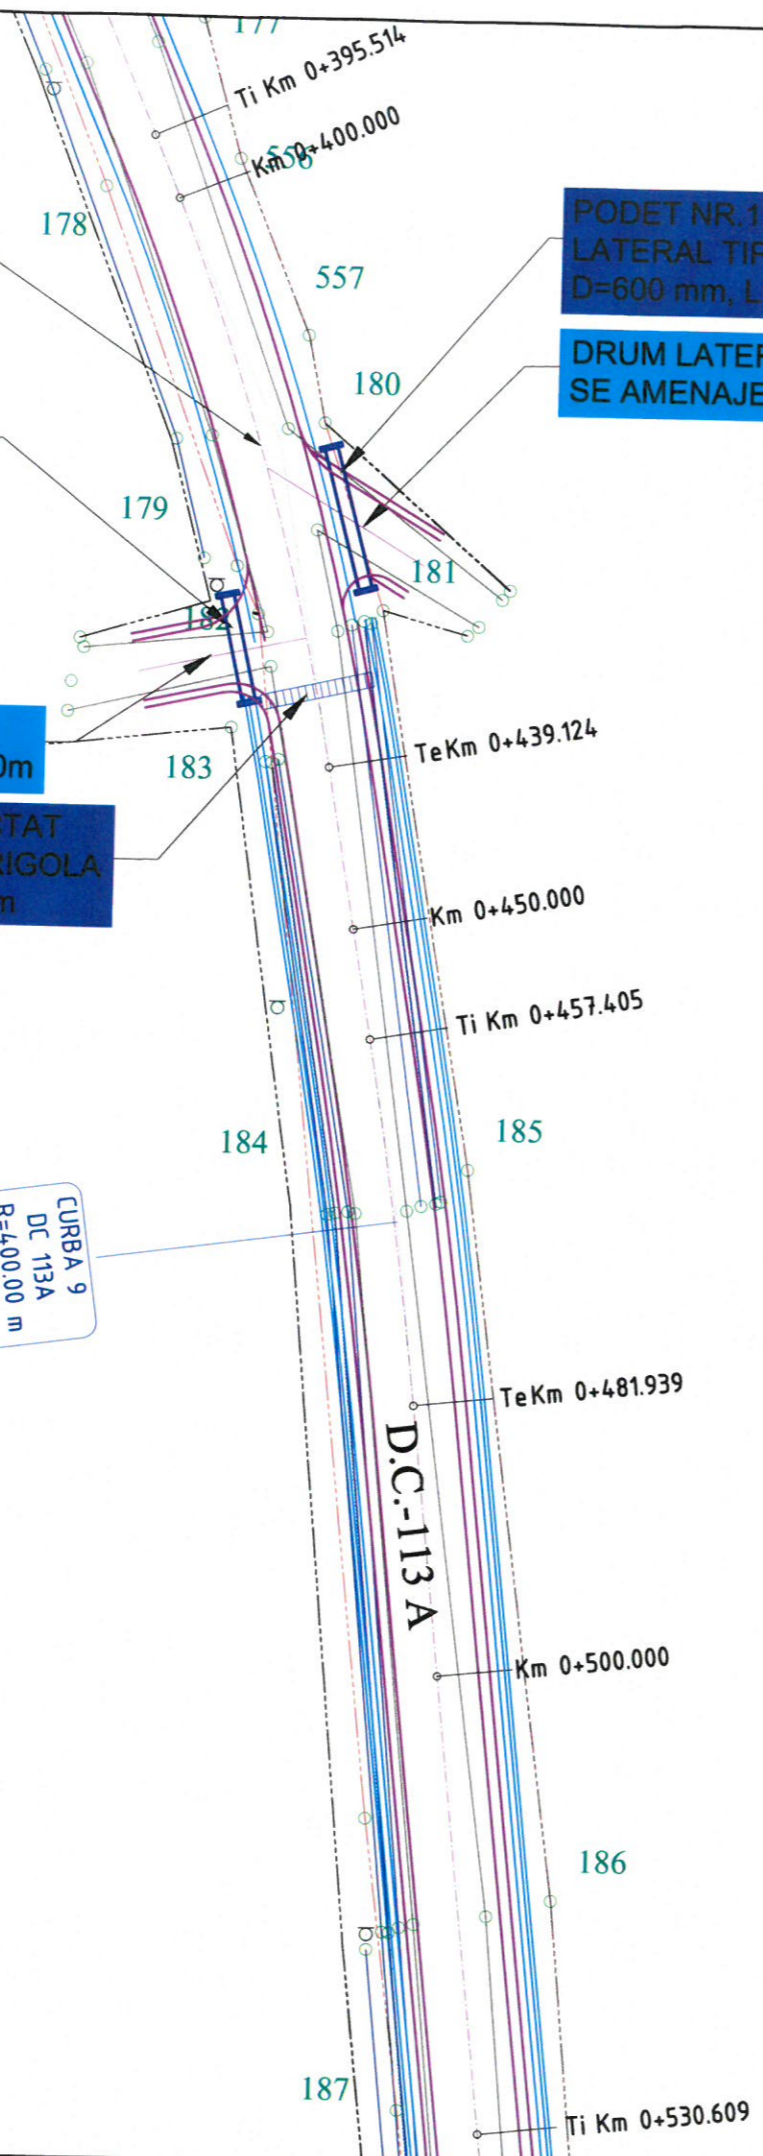 177
Ti Km 0+395.514
Km 0+400.000
556
178
557
PODET NR.1
LATERAL TIP
D=600 mm, L
180
DRUM LATER
SE AMENAJE
179
181
182
TeKm 0+439.124
0m
183
TAT
RIGOLA
m
Km 0+450.000
Ti Km 0+457.405
184
185
CURBA 9
DC 113A
R=400.00 m
TeKm 0+481.939
D.C.-113 A
Km 0+500.000
186
187
Ti Km 0+530.609